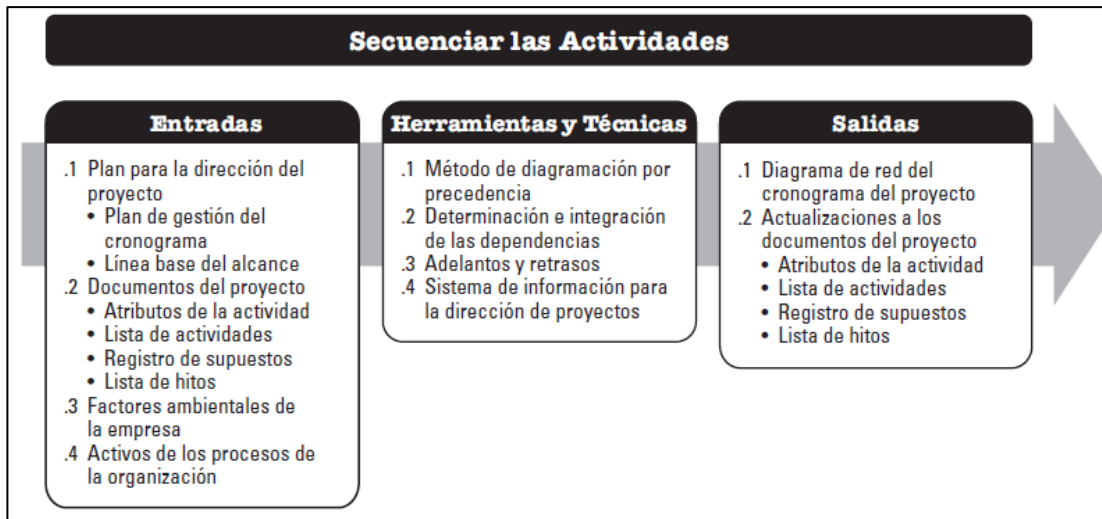 Secuenciar las Actividades
Entradas
.1 Plan para la dirección del
proyecto
• Plan de gestión del
cronograma
• Línea base del alcance
.2 Documentos del proyecto
• Atributos de la actividad
• Lista de actividades
• Registro de supuestos
• Lista de hitos
.3 Factores ambientales de
la empresa
.4 Activos de los procesos de
la organización
Herramientas y Técnicas
.1 Método de diagramación por
precedencia
.2 Determinación e integración
de las dependencias
.3 Adelantos y retrasos
.4 Sistema de información para
la dirección de proyectos
Salidas
.1 Diagrama de red del
cronograma del proyecto
.2 Actualizaciones a los
documentos del proyecto
• Atributos de la actividad
• Lista de actividades
• Registro de supuestos
• Lista de hitos